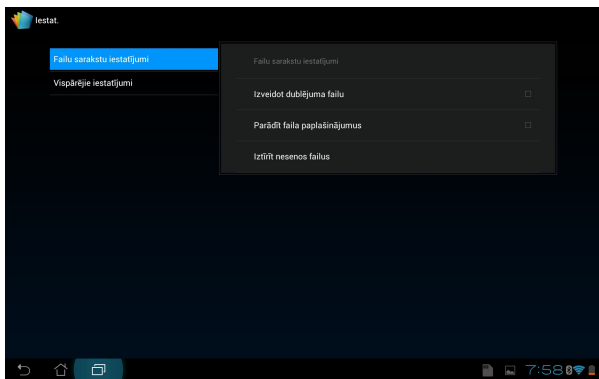 Iestat.
Failu sarakstu iestatījumi
Vispārējie iestatījumi
Failu sarakstu iestatījumi
Izveidot dublējuma failu
Parādīt faila paplašinājumus
Iztīrīt nesenos failus
7:58